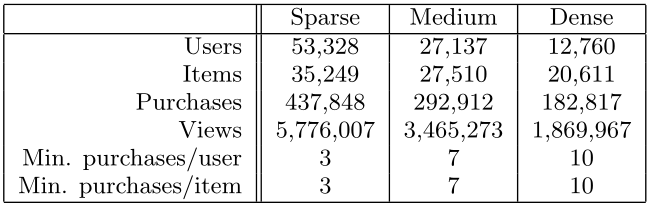 Sparse Medium Dense
Users 53,328 27,137 12,760
Items 35,249 27,510 20,611
Purchases 437,848 292,912 182,817
Views 5,776,007 3,465,273 1,869,967
Min. purchases/user 3 7 10
Min. purchases/item 3 7 10